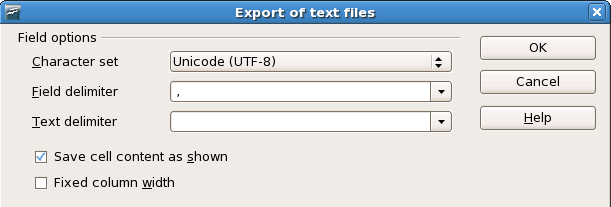 Export of text files
Field options
OK
Character set
Unicode (UTF-8)
Cancel
Field delimiter
,
Text delimiter
Help
Save cell content as shown
Fixed column width